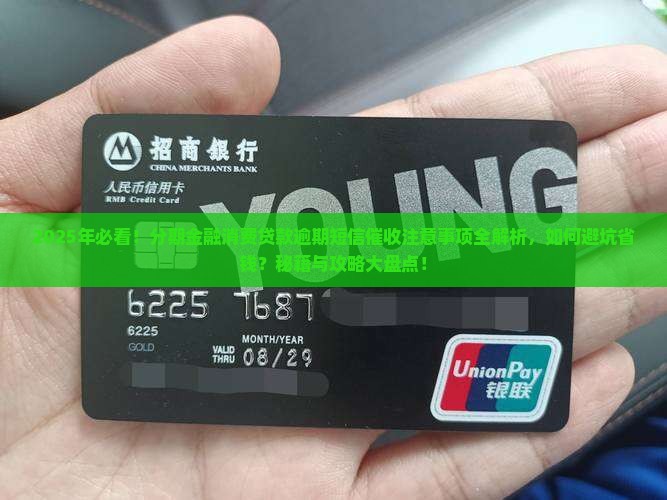 招商银行
CHINA MERCHANTS BANK
人民币信用卡
RMB Credit Card
YOUNG
2025年必看！分期金融消费贷款逾期短信催收注意事项全解析，如何避坑省
钱？秘籍与攻略大盘点！
6225 7687
6225
GOLD
MONTH/YEAR
VALID
THRU 08/29
UnionPay
银联